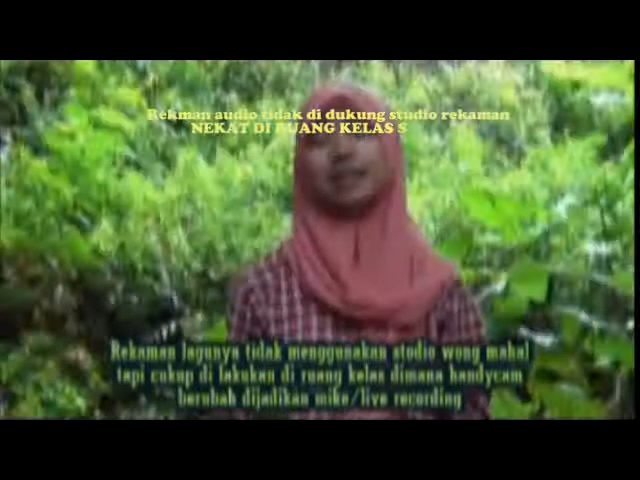 Rekman audio tidak di dukung studio rekaman
NEKAT DI RUANG KELAS S
Rekaman lagunya tidak menggunakan studio wong mahal
tapi cukup di lakukan di ruang kelas dimana handycam
berubah dijadikan mike/live recording